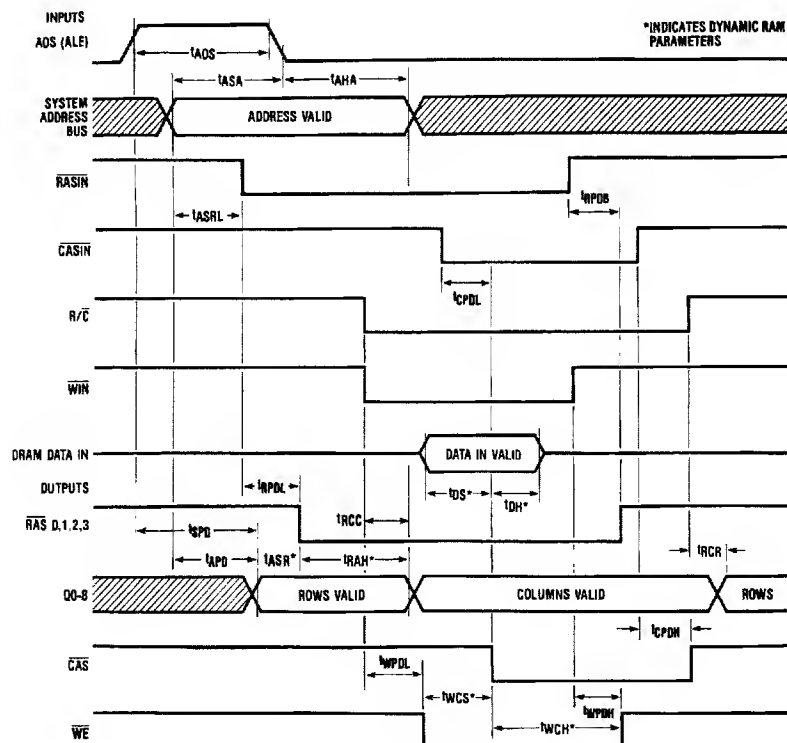 INPUTS
ADS (ALE)
*INDICATES DYNAMIC RAM
PARAMETERS
tADS
tASA
tAHA
SYSTEM
ADDRESS
BUS
ADDRESS VALID
RASIN
tRPDB
tASRL
CASIN
tCPDL
R/C
WIN
DRAM DATA IN
DATA IN VALID
OUTPUTS
tRPDL
tDS*
tDH*
RAS 0,1,2,3
tSPD
tRCC
tRCR
tAPD
tASR*
tRAH*
Q0-8
ROWS VALID
COLUMNS VALID
ROWS
tCPDH
CAS
tWPDL
tWCS*
tWPDH
tWCH*
WE